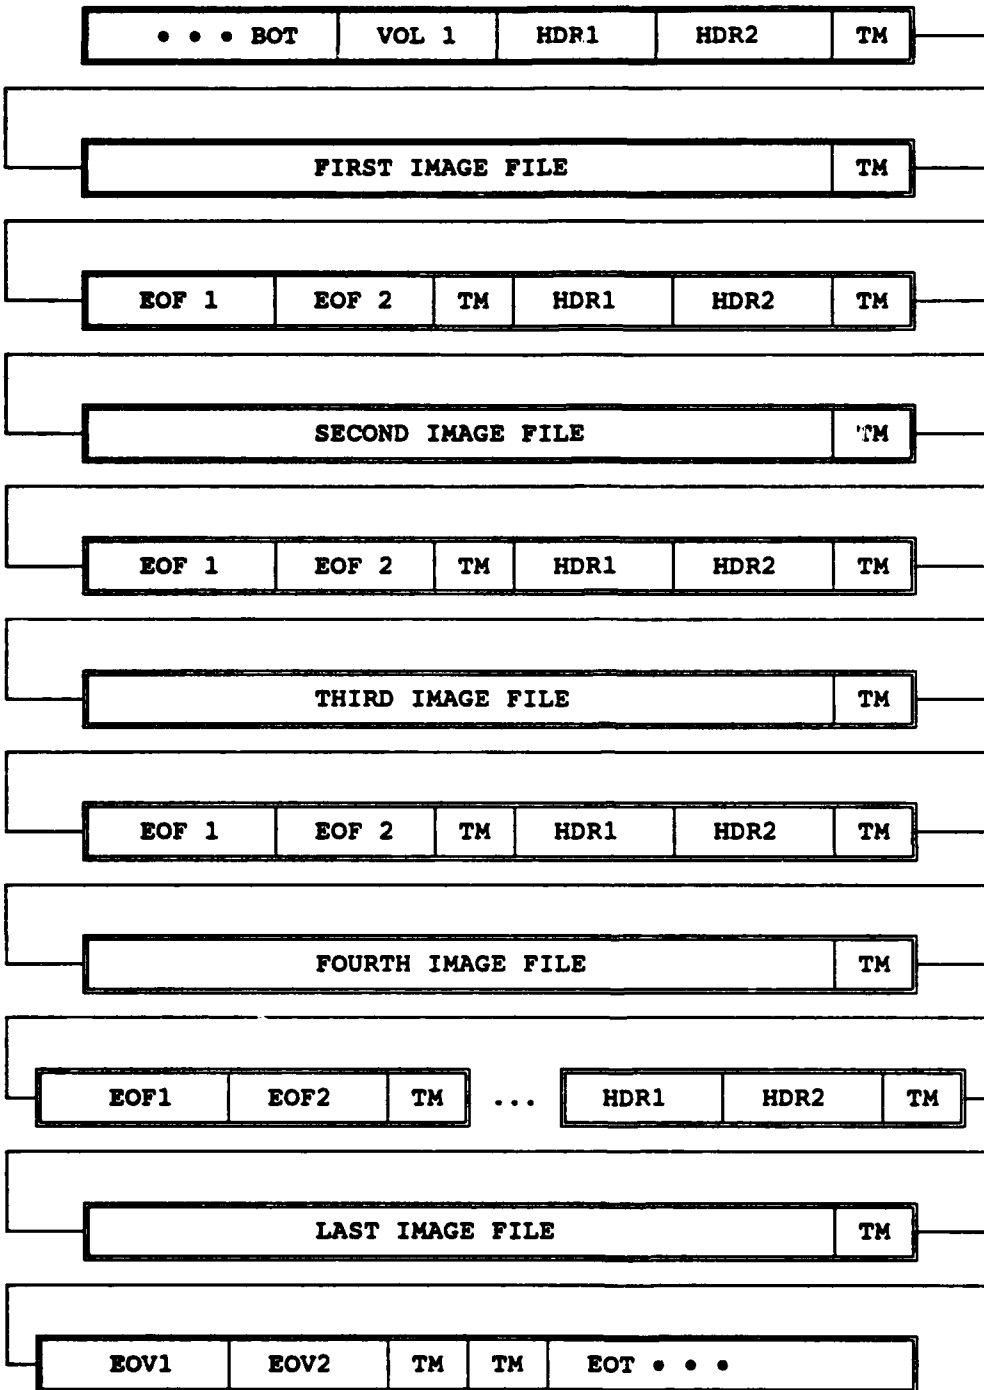 • • • BOT VOL 1 HDR1 HDR2 TM
FIRST IMAGE FILE TM
EOF 1 EOF 2 TM HDR1 HDR2 TM
SECOND IMAGE FILE TM
EOF 1 EOF 2 TM HDR1 HDR2 TM
THIRD IMAGE FILE TM
EOF 1 EOF 2 TM HDR1 HDR2 TM
FOURTH IMAGE FILE TM
EOF1 EOF2 TM ... HDR1 HDR2 TM
LAST IMAGE FILE TM
EOV1 EOV2 TM TM EOT • • •